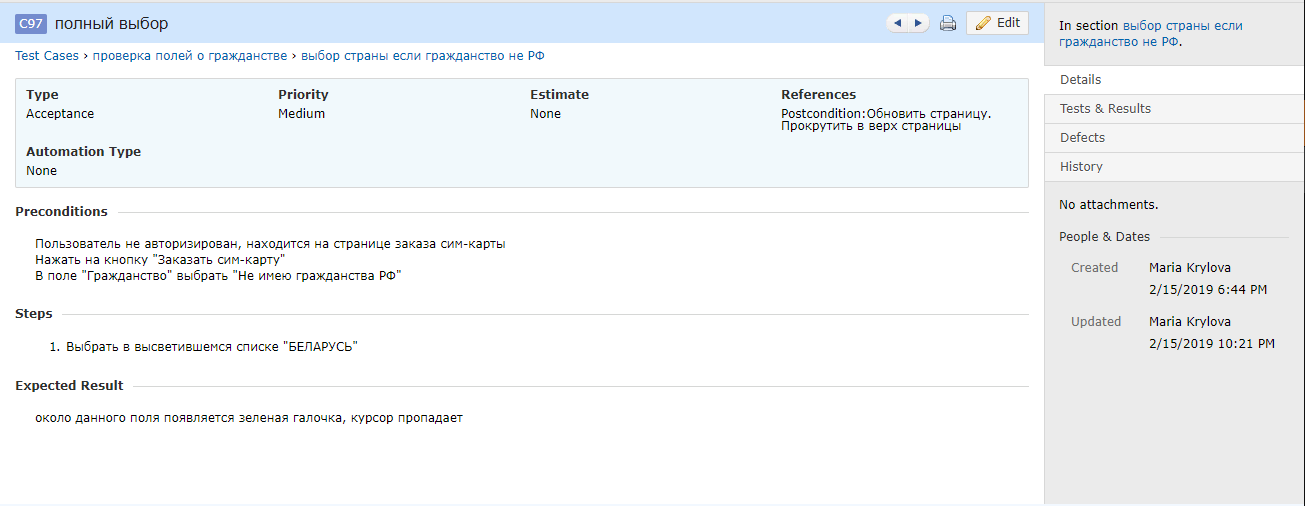 C97 полный выбор
Edit
Test Cases › проверка полей о гражданстве › выбор страны если гражданство не РФ
Type Priority Estimate References
Acceptance Medium None Postcondition:Обновить страницу.
Прокрутить в верх страницы
Automation Type
None
Preconditions
Пользователь не авторизирован, находится на странице заказа сим-карты
Нажать на кнопку "Заказать сим-карту"
В поле "Гражданство" выбрать "Не имею гражданства РФ"
Steps
1. Выбрать в высветившемся списке "БЕЛАРУСЬ"
Expected Result
около данного поля появляется зеленая галочка, курсор пропадает
In section выбор страны если
гражданство не РФ.
Details
Tests & Results
Defects
History
No attachments.
People & Dates
Created Maria Krylova
2/15/2019 6:44 PM
Updated Maria Krylova
2/15/2019 10:21 PM